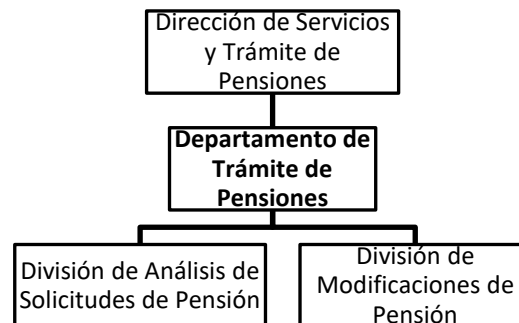 Dirección de Servicios
y Trámite de
Pensiones
Departamento de
Trámite de
Pensiones
División de Análisis de
Solicitudes de Pensión
División de
Modificaciones de
Pensión